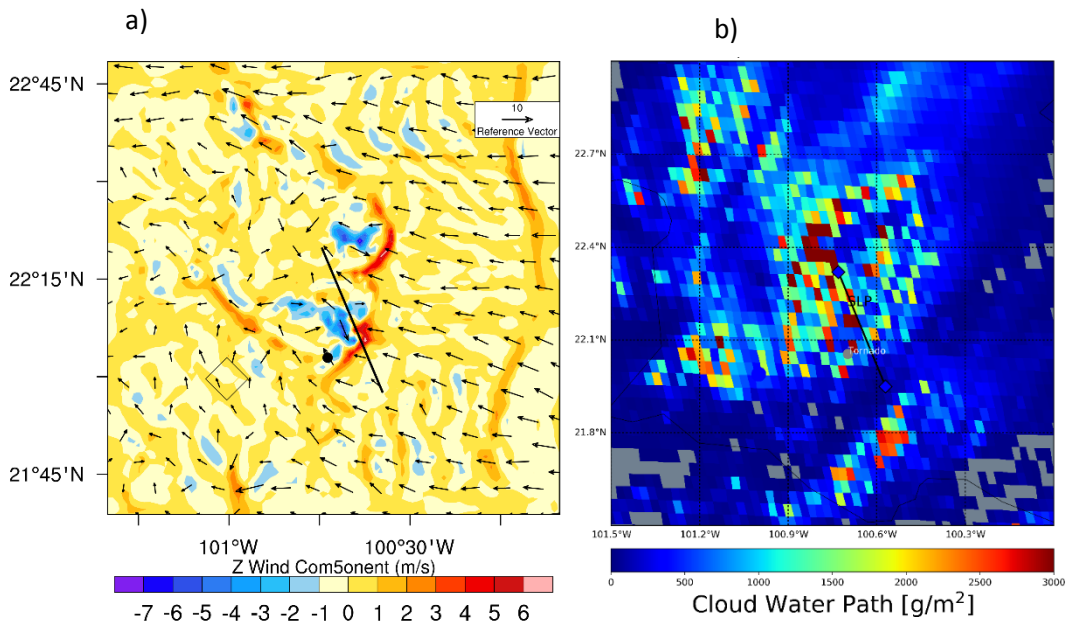 a)
b)
22°45'N
22°15'N
21°45'N
10
Reference Vector
101°W
100°30'W
Z Wind Com5onent (m/s)
-7 -6 -5 -4 -3 -2 -1 0 1 2 3 4 5 6
22.7°N
22.4°N
22.1°N
21.8°N
SLP
Tornado
101.5°W 101.2°W 100.9°W 100.6°W 100.3°W
0 500 1000 1500 2000 2500 3000
Cloud Water Path [g/m²]